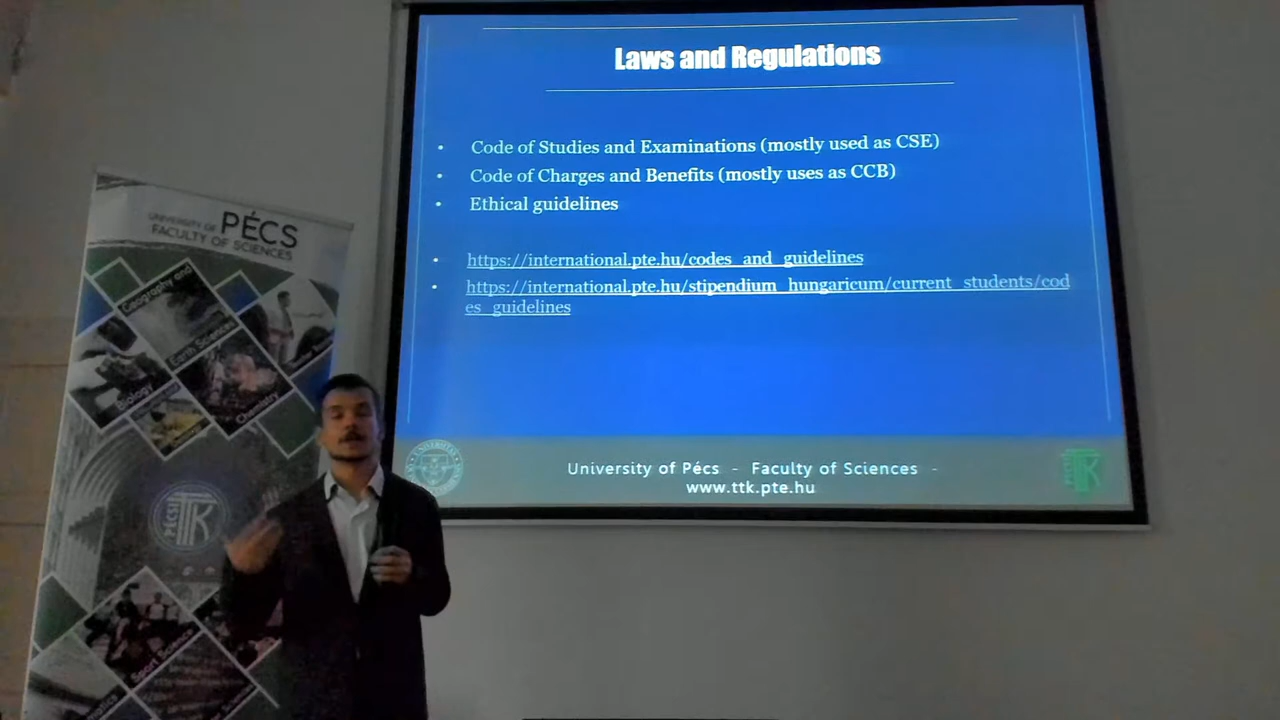 Laws and Regulations
• Code of Studies and Examinations (mostly used as CSE)
• Code of Charges and Benefits (mostly uses as CCB)
• Ethical guidelines
• https://international.pte.hu/codes_and_guidelines
• https://international.pte.hu/stipendium_hungaricum/current_students/cod
es_guidelines
University of Pécs - Faculty of Sciences -
www.ttk.pte.hu
UNIVERSITY OF PÉCS
FACULTY OF SCIENCES
Geography and
Earth Sciences
Biology
Chemistry
PÉCSI TTK
Sport Science